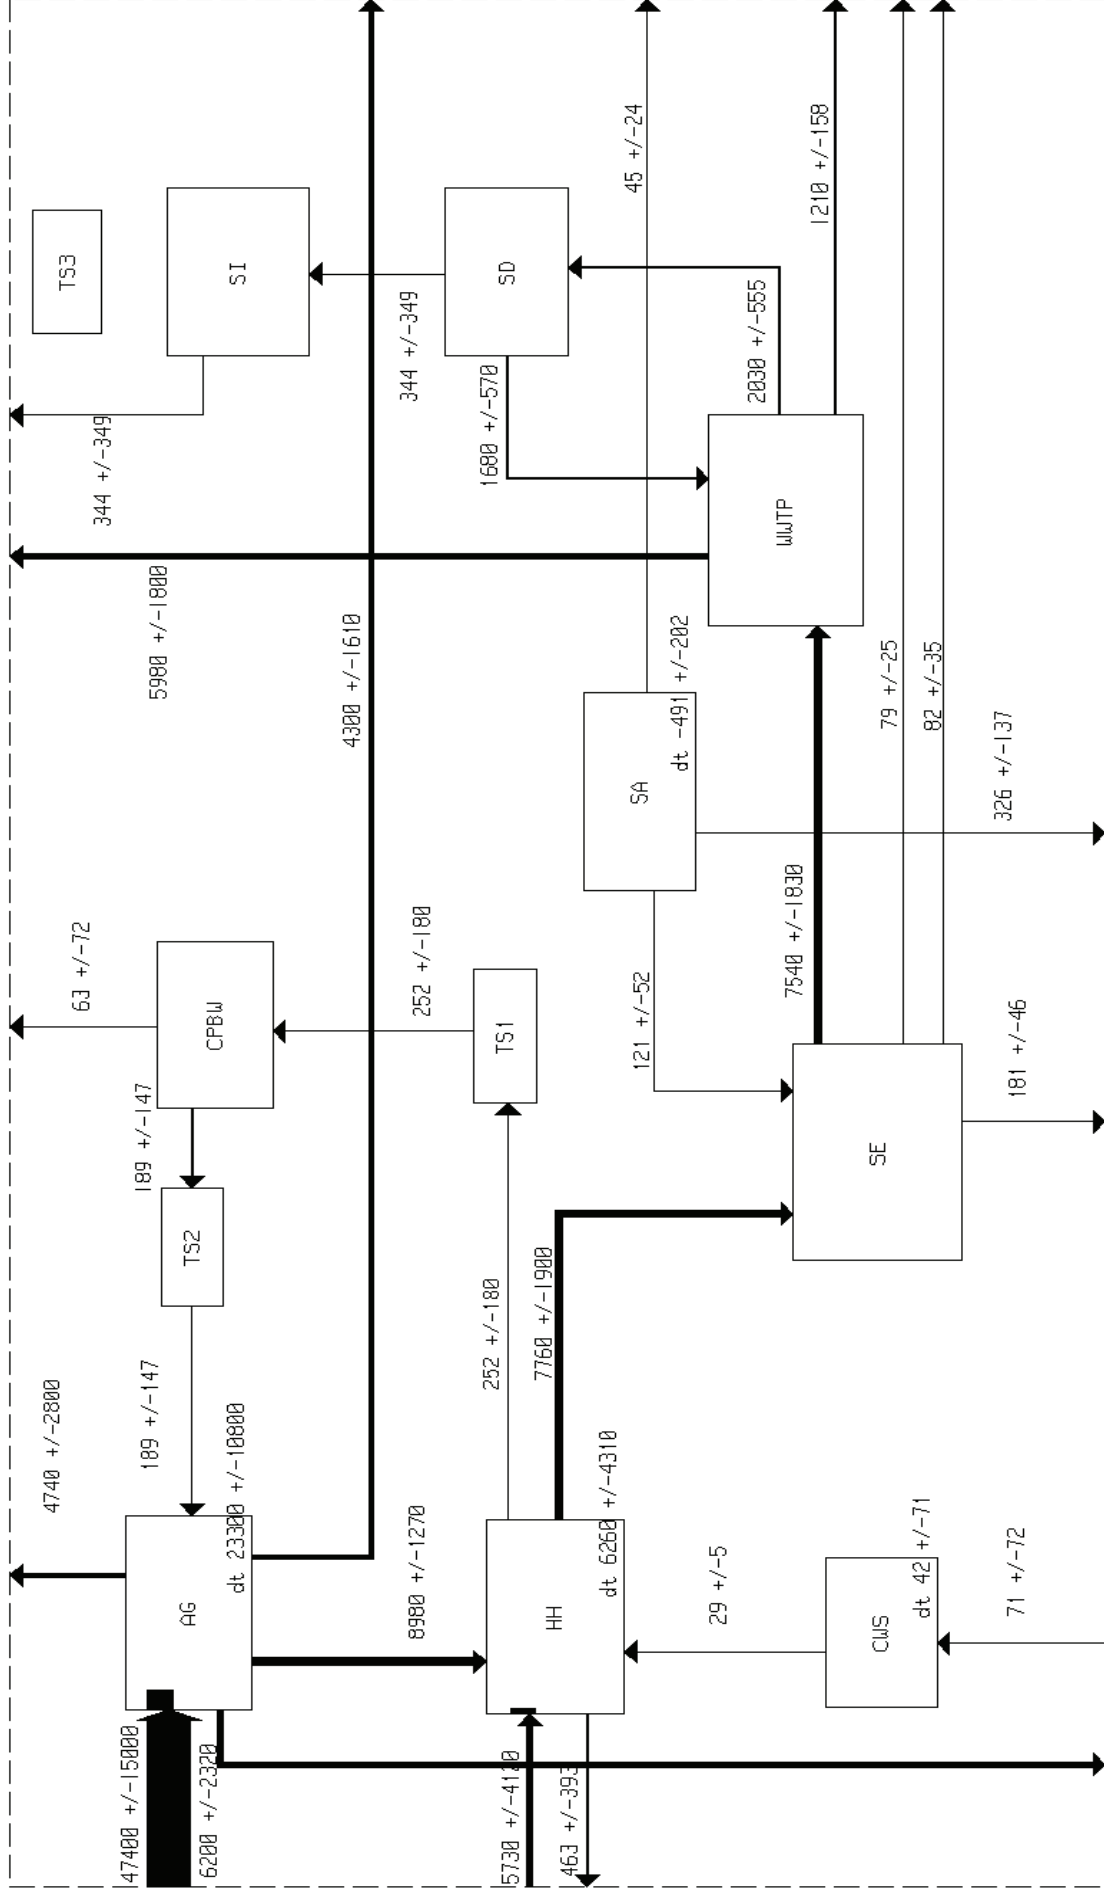 4740 +/-2800
63 +/-72
344 +/-349
TS3
47400 +/-15000
AG
dt 23300 +/-10800
189 +/-147
TS2
189 +/-147
CPBW
5980 +/-1800
SI
6200 +/-2320
8980 +/-1270
4300 +/-1610
252 +/-180
344 +/-349
5730 +/-4120
HH
dt 6260 +/-4310
252 +/-180
TS1
1680 +/-570
SD
463 +/-393
7760 +/-1900
121 +/-52
SA
dt -491 +/-202
45 +/-24
29 +/-5
7540 +/-1830
WWTP
2030 +/-555
1210 +/-158
CWS
dt 42 +/-71
SE
79 +/-25
82 +/-35
71 +/-72
181 +/-46
326 +/-137